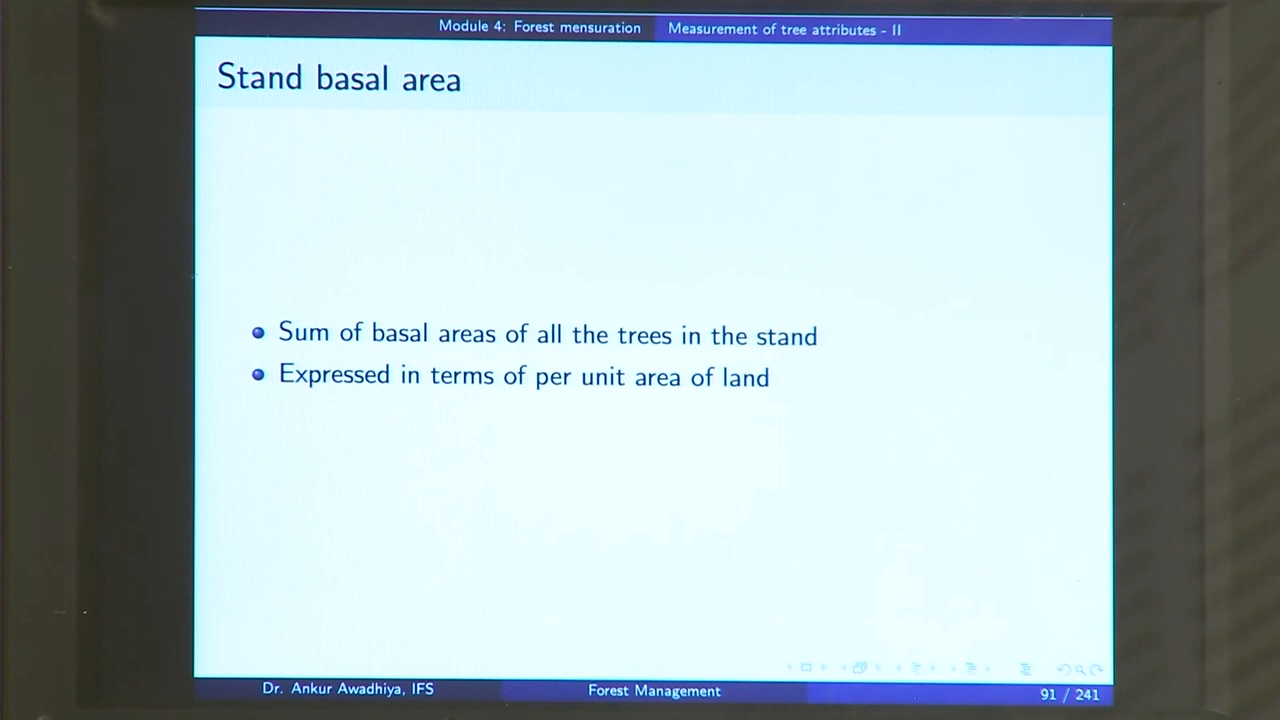 Module 4: Forest mensuration Measurement of tree attributes - II
Stand basal area
Sum of basal areas of all the trees in the stand
Expressed in terms of per unit area of land
Dr. Ankur Awadhiya, IFS Forest Management 91 / 241